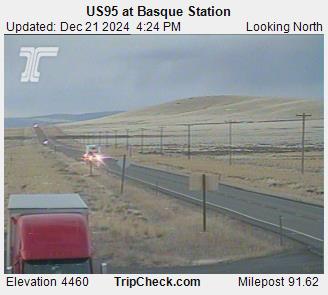 US95 at Basque Station
Updated: Dec 21 2024 4:24 PM Looking North
Elevation 4460 TripCheck.com Milepost 91.62